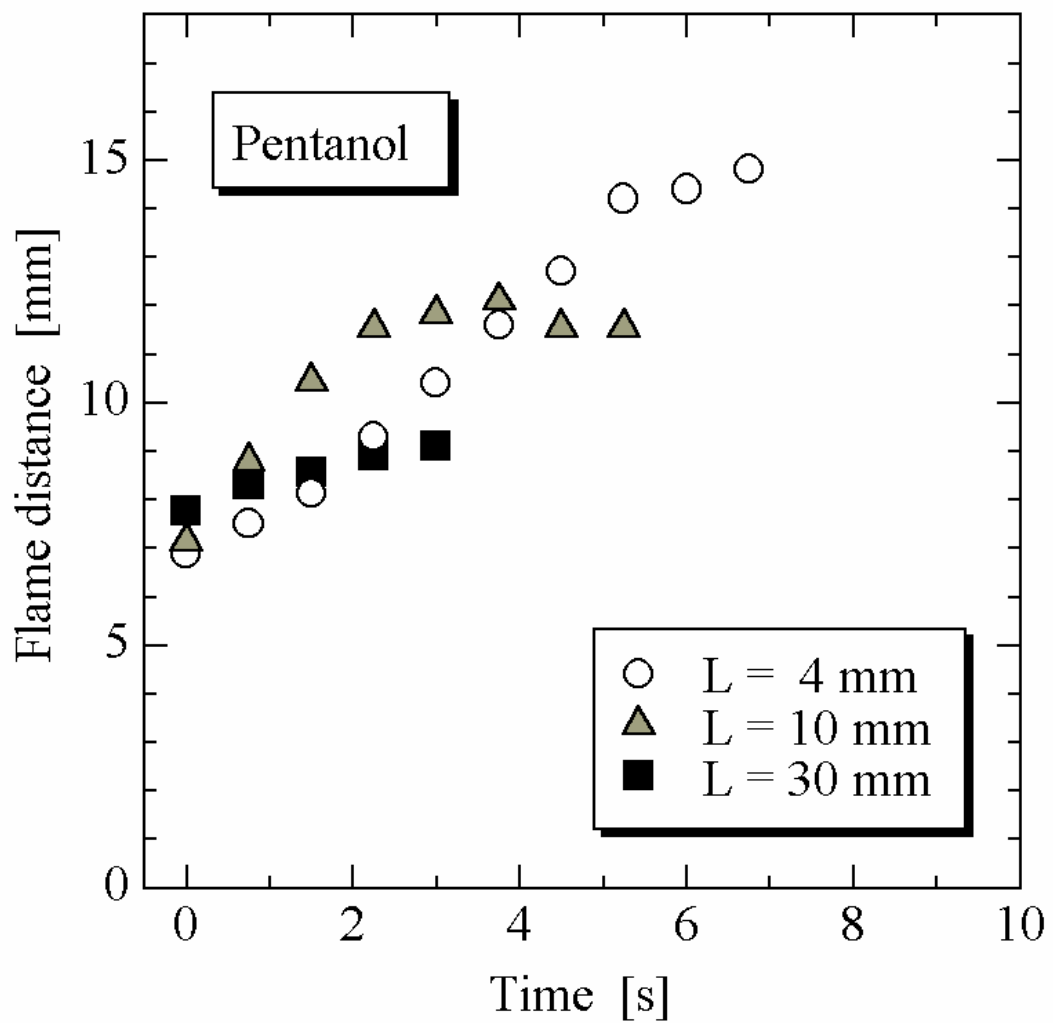 Pentanol
15
10
5
0
Flame distance [mm]
L = 4 mm
L = 10 mm
L = 30 mm
0 2 4 6 8 10
Time [s]